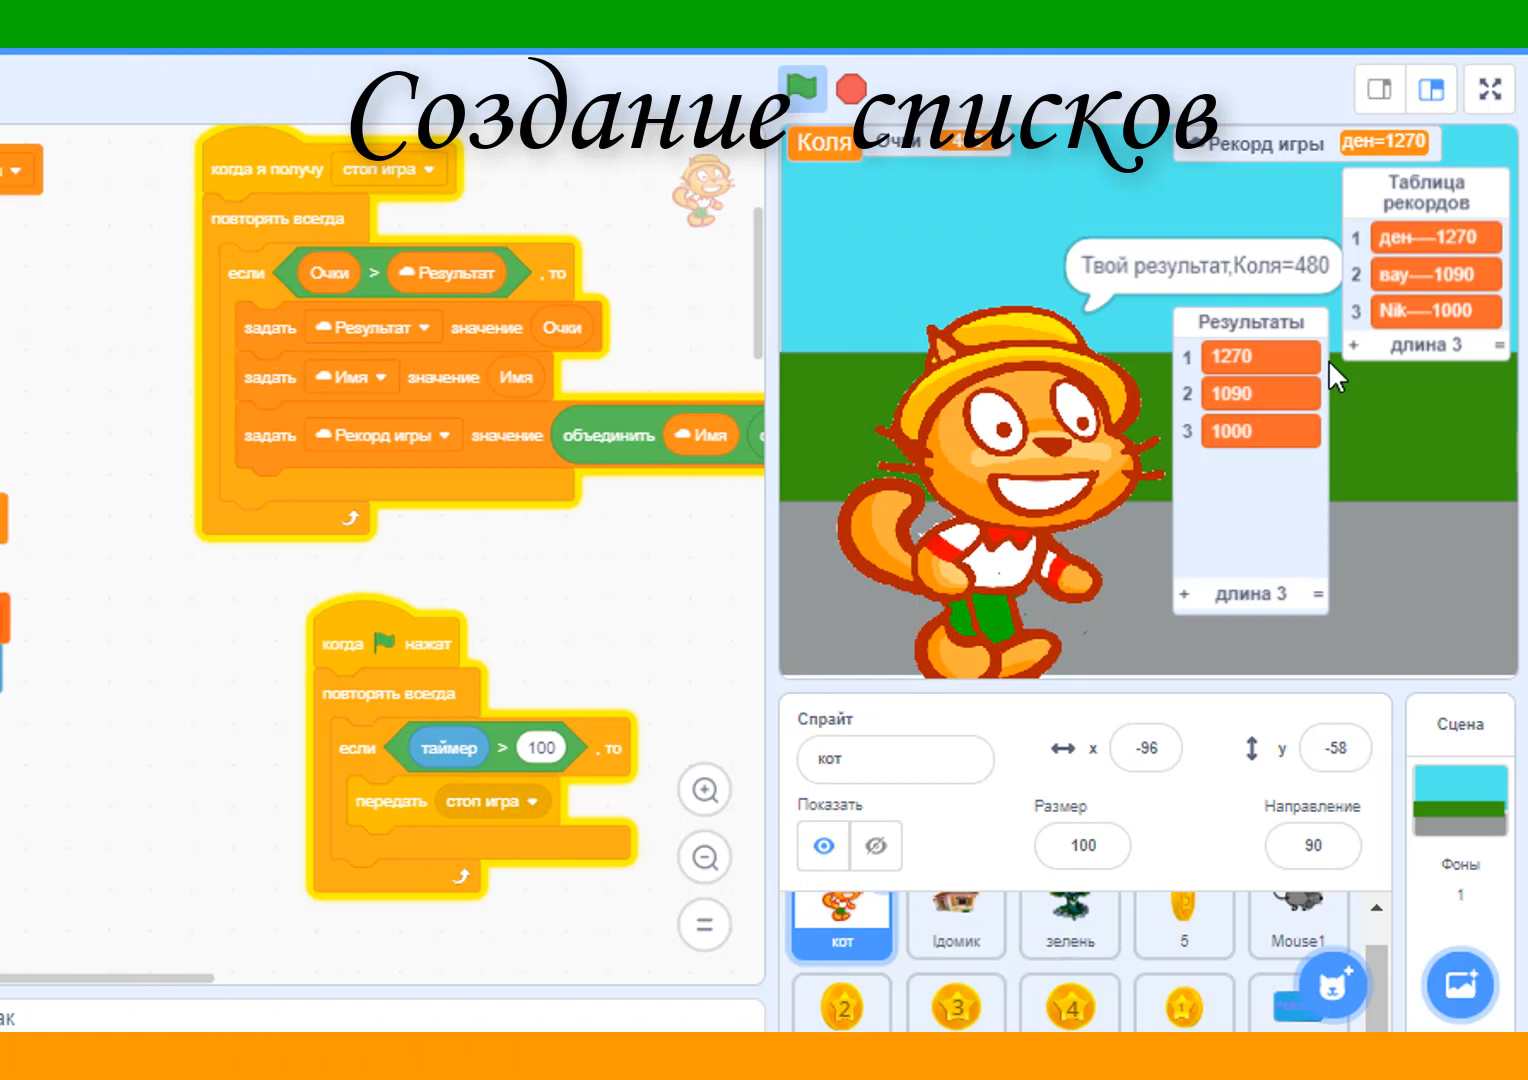 Создание списков
когда я получу стоп игра
повторять всегда
если Очки > Результат , то
задать Результат значение Очки
задать Имя значение Имя
задать Рекорд игры значение объединить Имя
когда нажат
повторять всегда
если таймер > 100 , то
передать стоп игра
Коля Очки
Рекорд игры ден=1270
Таблица
рекордов
1 ден----1270
2 вау----1090
3 Nik----1000
+ длина 3 =
Твой результат,Коля=480
Результаты
1 1270
2 1090
3 1000
+ длина 3 =
Спрайт
кот
x -96
y -58
Показать
Размер
100
Направление
90
Сцена
Фоны
1
кот
Iдомик
зелень
5
Mouse1
2
3
4
1
ак